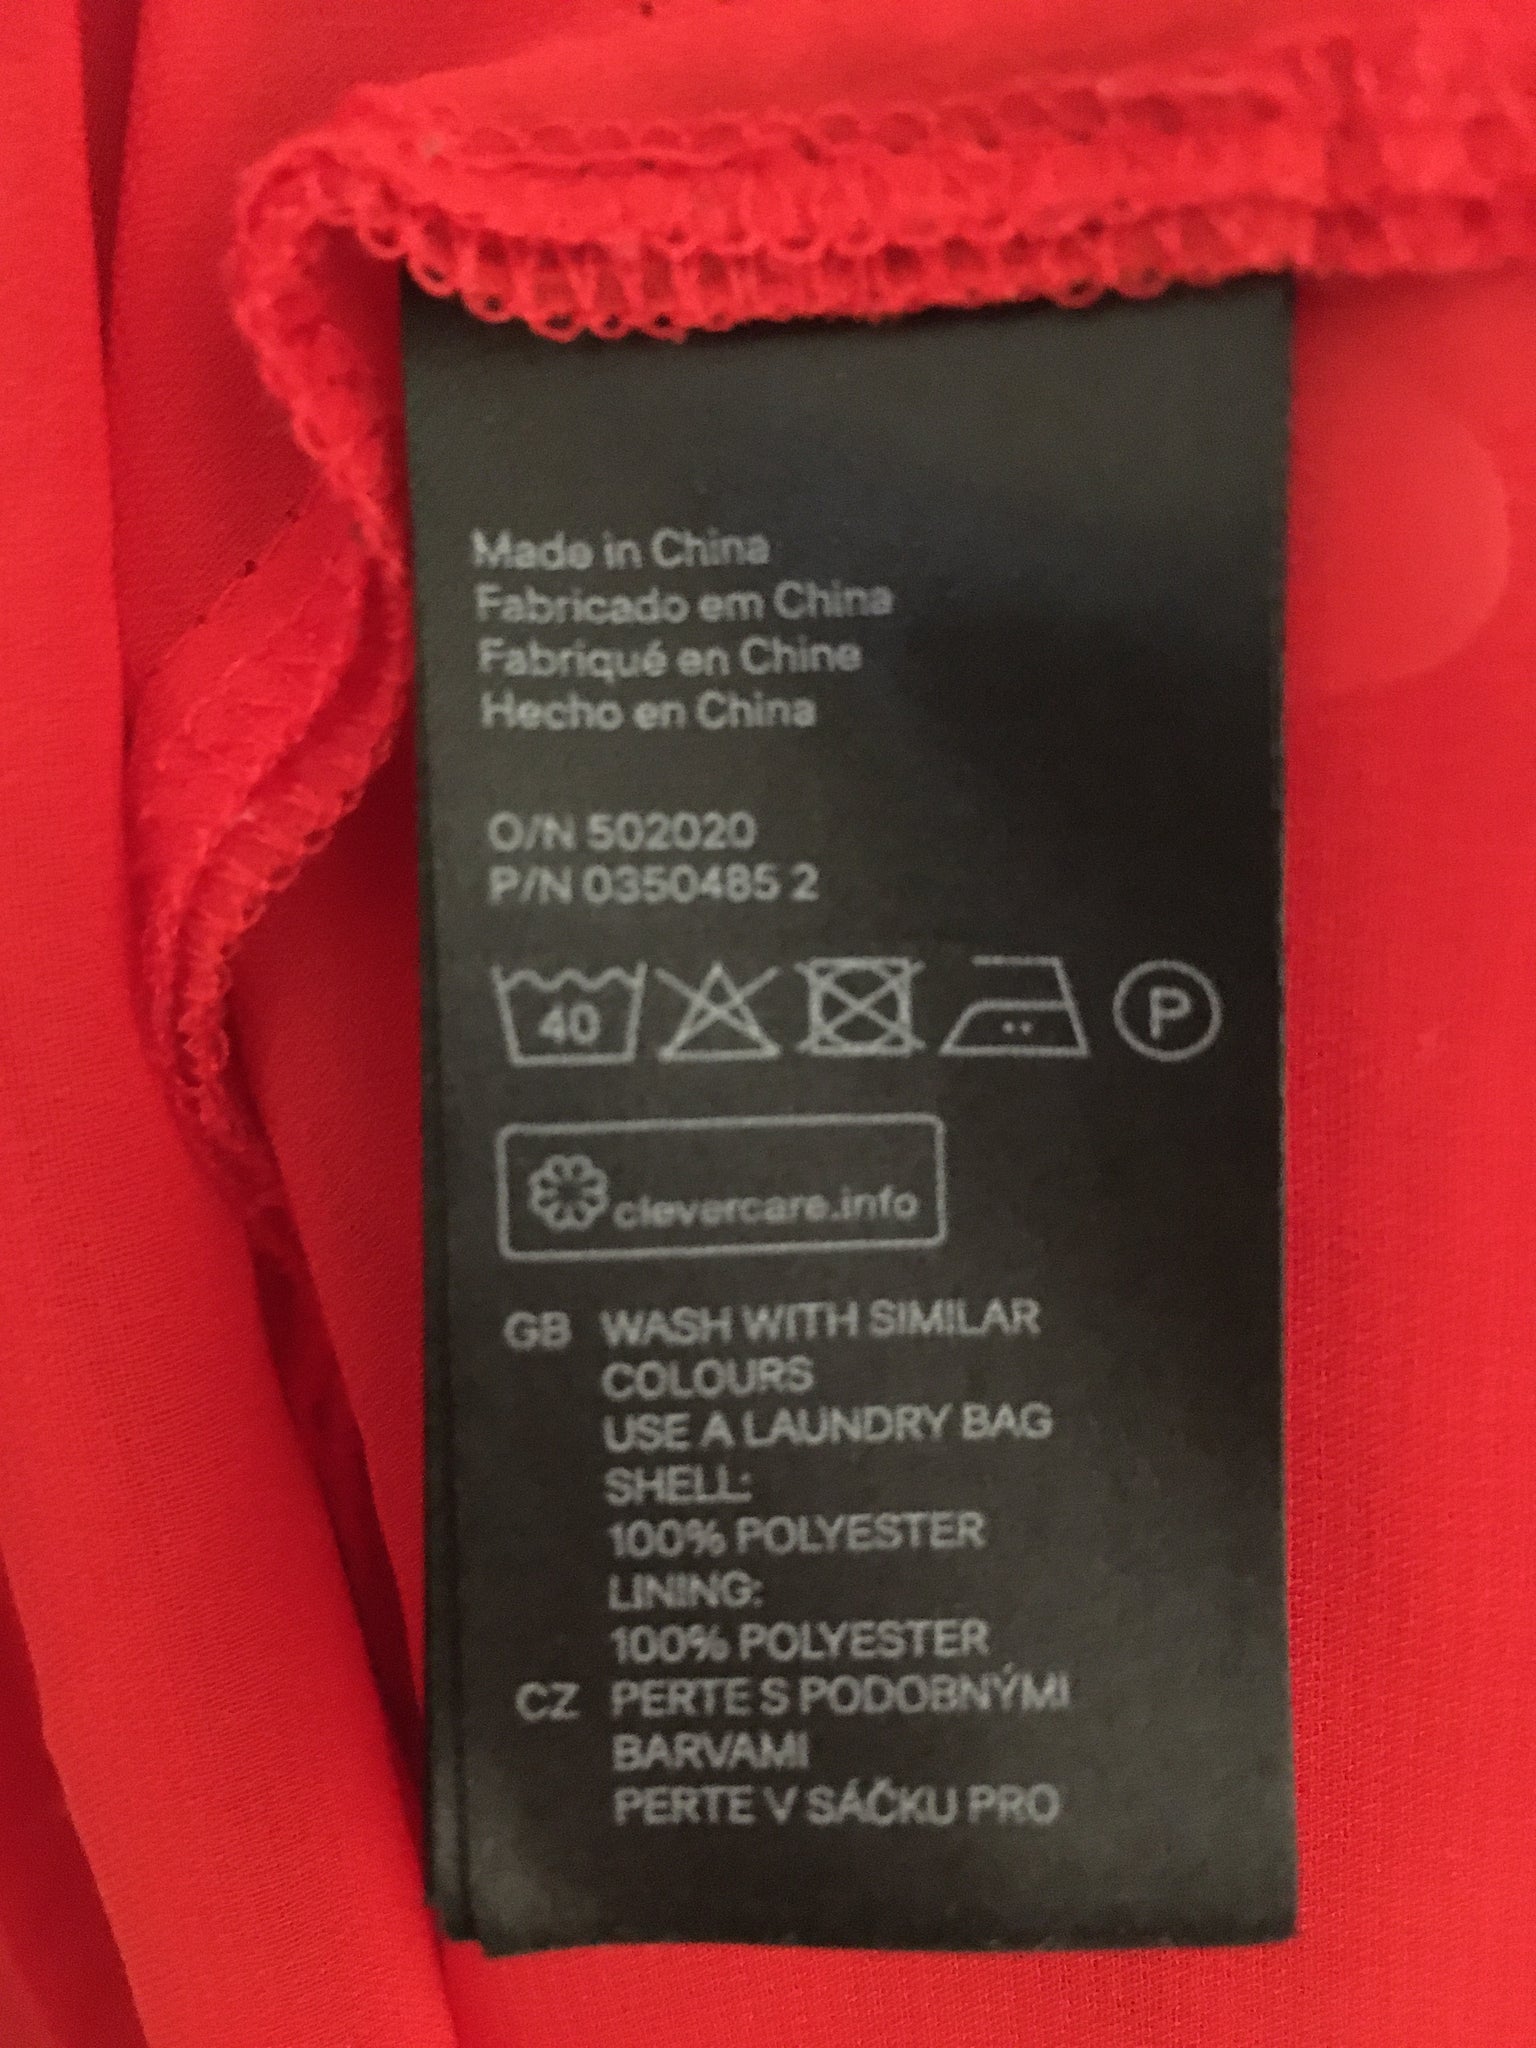 Made in China
Fabricado em China
Fabriqué en Chine
Hecho en China
O/N 502020
P/N 0350485 2
40 P
clevercare.info
GB WASH WITH SIMILAR
COLOURS
USE A LAUNDRY BAG
SHELL:
100% POLYESTER
LINING:
100% POLYESTER
CZ PERTE S PODOBNÝMI
BARVAMI
PERTE V SÁČKU PRO